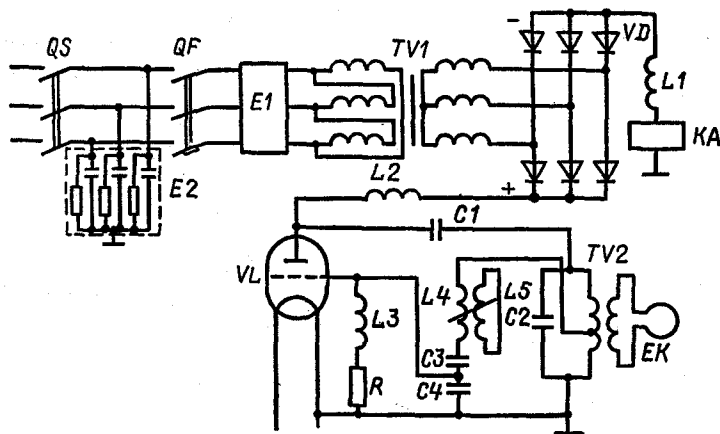 QS
QF
TV1
−
VD
E1
L1
KA
E2
L2
+
C1
VL
TV2
L4
L5
L3
C2
C3
EK
R
C4